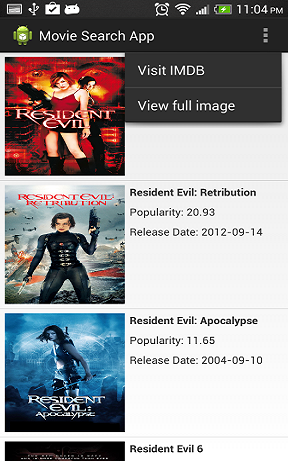 11:04 PM
Movie Search App
Visit IMDB
View full image
RESIDENT EVIL
RESIDENT EVIL:
RETRIBUTION
Resident Evil: Retribution
Popularity: 20.93
Release Date: 2012-09-14
RESIDENT EVIL:
APOCALYPSE
Resident Evil: Apocalypse
Popularity: 11.65
Release Date: 2004-09-10
Resident Evil 6